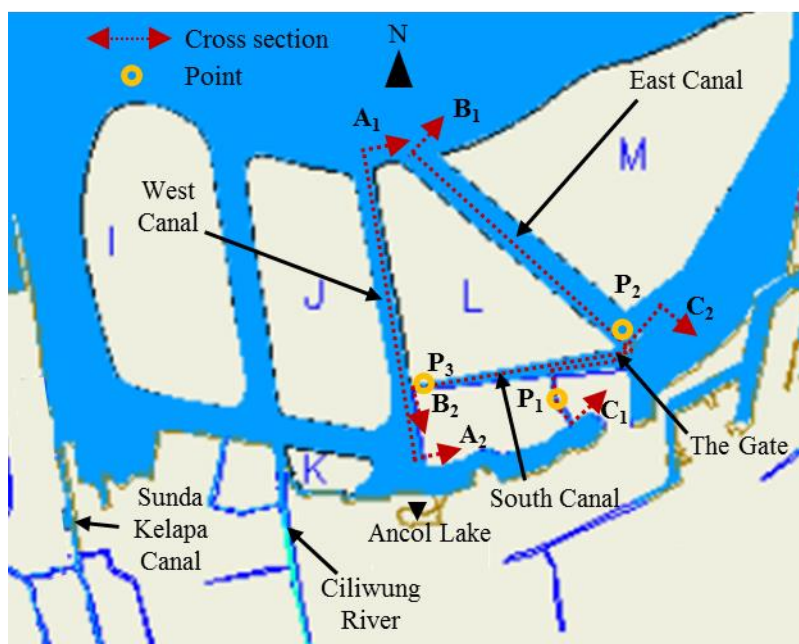 Cross section
Point
N
East Canal
A₁
B₁
M
West
Canal
I
J
L
P₂
C₂
P₃
B₂
P₁
C₁
A₂
The Gate
K
South Canal
Sunda
Kelapa
Canal
Ancol Lake
Ciliwung
River